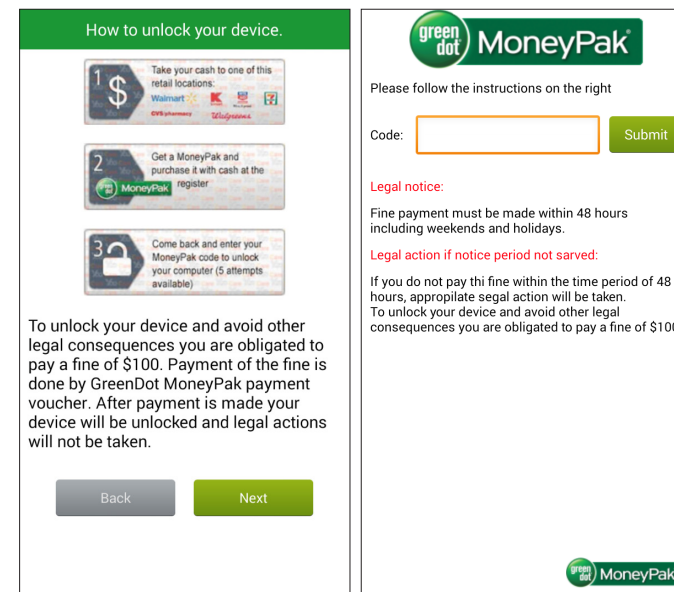 How to unlock your device.
1
$
Take your cash to one of this
retail locations:
Walmart K 7
CVS pharmacy Walgreens
2
Get a MoneyPak and
purchase it with cash at the
register
MoneyPak
3
Come back and enter your
MoneyPak code to unlock
your computer (5 attempts
available)
To unlock your device and avoid other
legal consequences you are obligated to
pay a fine of $100. Payment of the fine is
done by GreenDot MoneyPak payment
voucher. After payment is made your
device will be unlocked and legal actions
will not be taken.
Back Next
green
dot MoneyPak
Please follow the instructions on the right
Code: Submit
Legal notice:
Fine payment must be made within 48 hours
including weekends and holidays.
Legal action if notice period not sarved:
If you do not pay thi fine within the time period of 48
hours, appropilate segal action will be taken.
To unlock your device and avoid other legal
consequences you are obligated to pay a fine of $100
green
dot MoneyPak